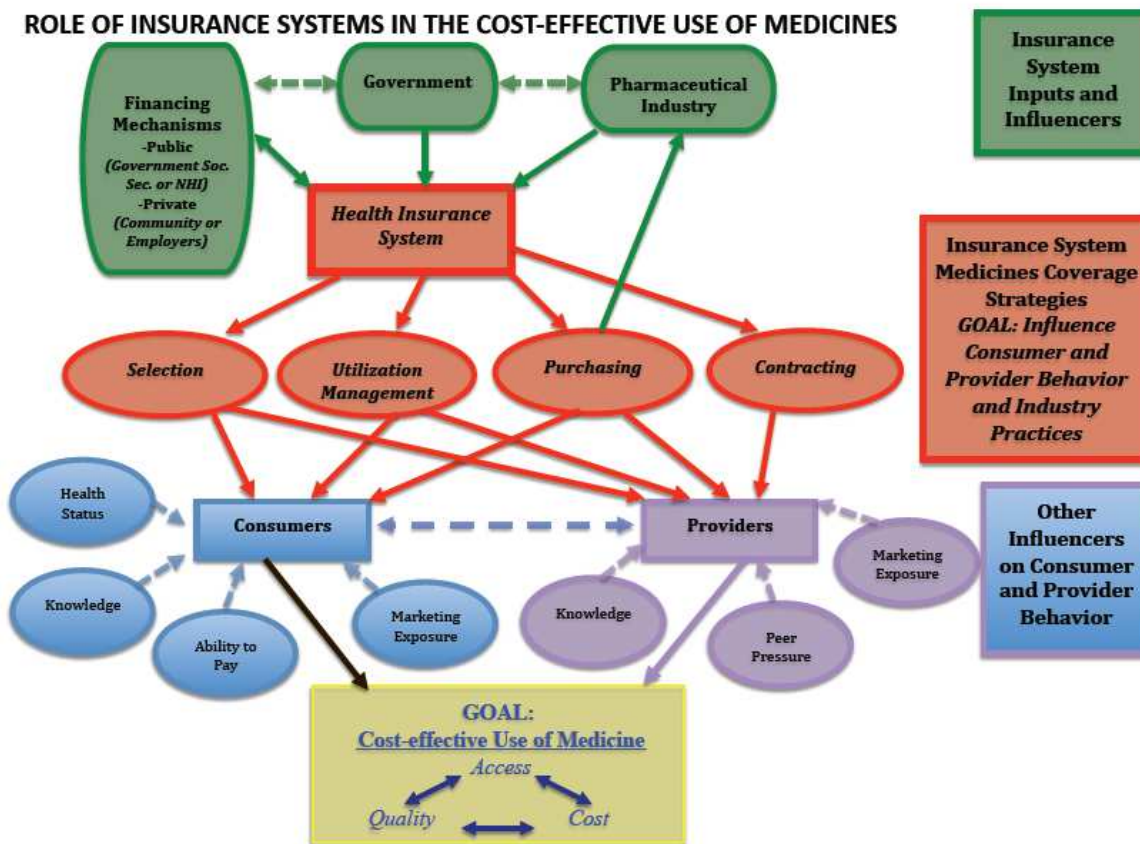 ROLE OF INSURANCE SYSTEMS IN THE COST-EFFECTIVE USE OF MEDICINES
Insurance
System
Inputs and
Influencers
Financing
Mechanisms
-Public
(Government Soc.
Sec. or NHI)
-Private
(Community or
Employers)
Government
Pharmaceutical
Industry
Health Insurance
System
Insurance System
Medicines Coverage
Strategies
GOAL: Influence
Consumer and
Provider Behavior
and Industry
Practices
Selection
Utilization
Management
Purchasing
Contracting
Health
Status
Knowledge
Ability to
Pay
Marketing
Exposure
Consumers
Providers
Knowledge
Peer
Pressure
Marketing
Exposure
Other
Influencers
on Consumer
and Provider
Behavior
GOAL:
Cost-effective Use of Medicine
Access
Quality
Cost